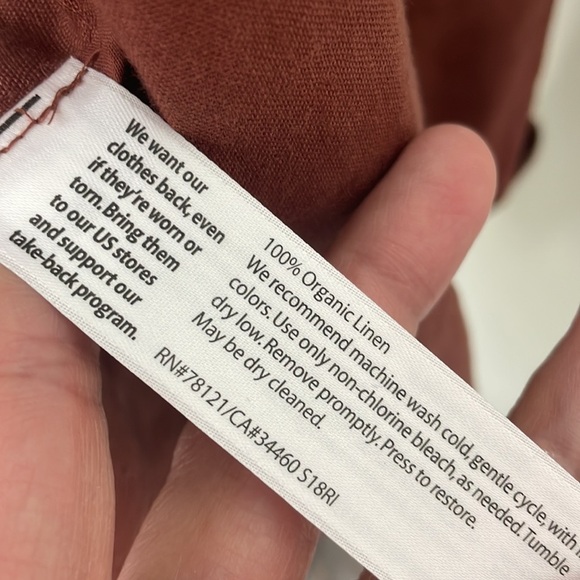 We want our
clothes back, even
if they're worn or
torn. Bring them
to our US stores
and support our
take-back program.
100% Organic Linen
We recommend machine wash cold, gentle cycle, with
colors. Use only non-chlorine bleach, as needed. Tumble
dry low. Remove promptly. Press to restore.
May be dry cleaned.
RN#78121/CA#34460 S18RI